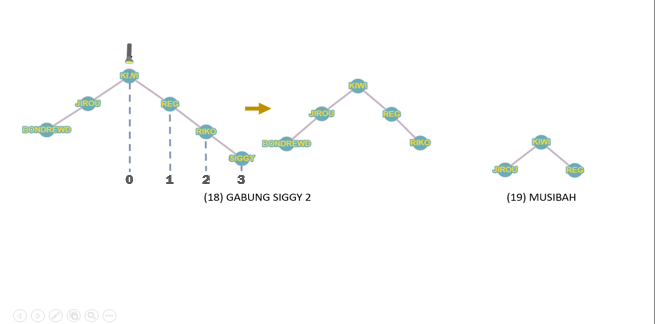 KIWI
JIROU
REG
BONDREWD
RIKO
SIGGY
0 1 2 3
KIWI
JIROU
REG
BONDREWD
RIKO
(18) GABUNG SIGGY 2
KIWI
JIROU
REG
(19) MUSIBAH